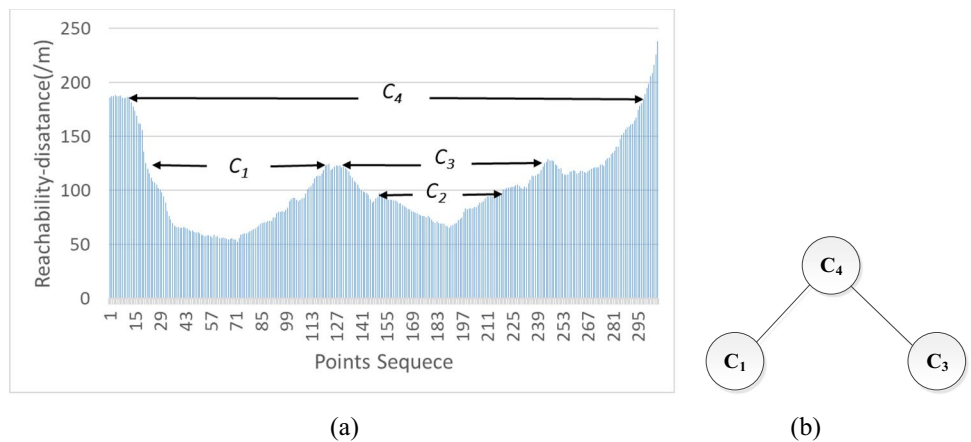 Reachability-disatance(/m)
250
200
150
100
50
0
C4
C1
C3
C2
1
15
29
43
57
71
85
99
113
127
141
155
169
183
197
211
225
239
253
267
281
295
Points Sequece
(a)
C4
C1
C3
(b)